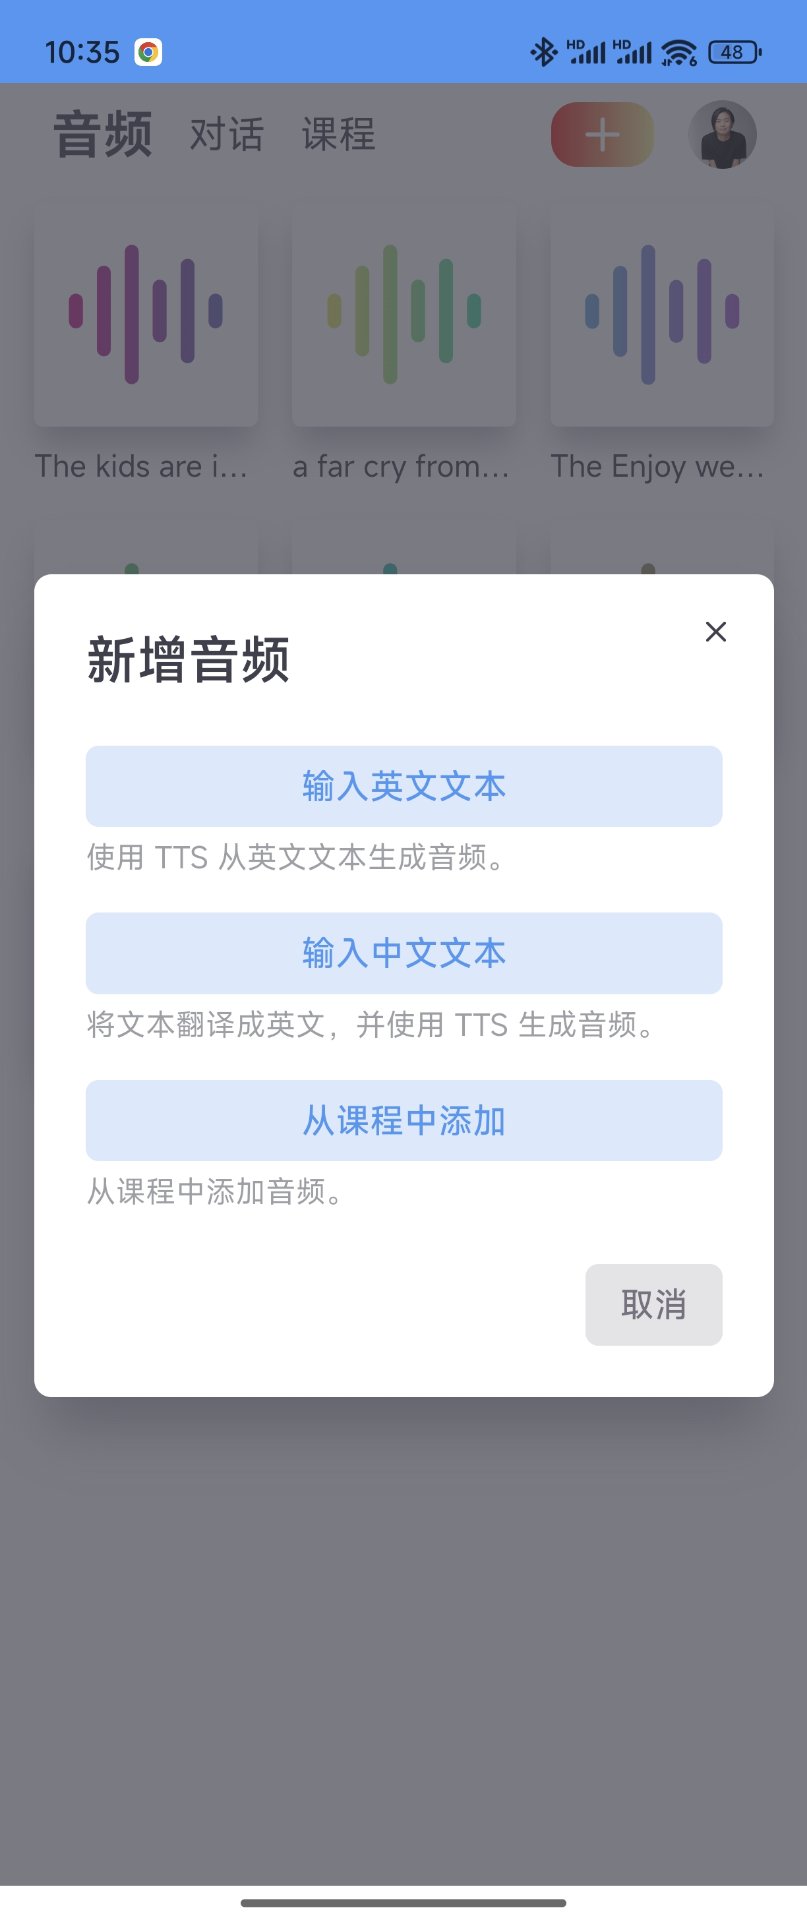 10:35 HD HD 6 48
音频 对话 课程
The kids are i... a far cry from... The Enjoy we...
新增音频
输入英文文本
使用 TTS 从英文文本生成音频。
输入中文文本
将文本翻译成英文，并使用 TTS 生成音频。
从课程中添加
从课程中添加音频。
取消